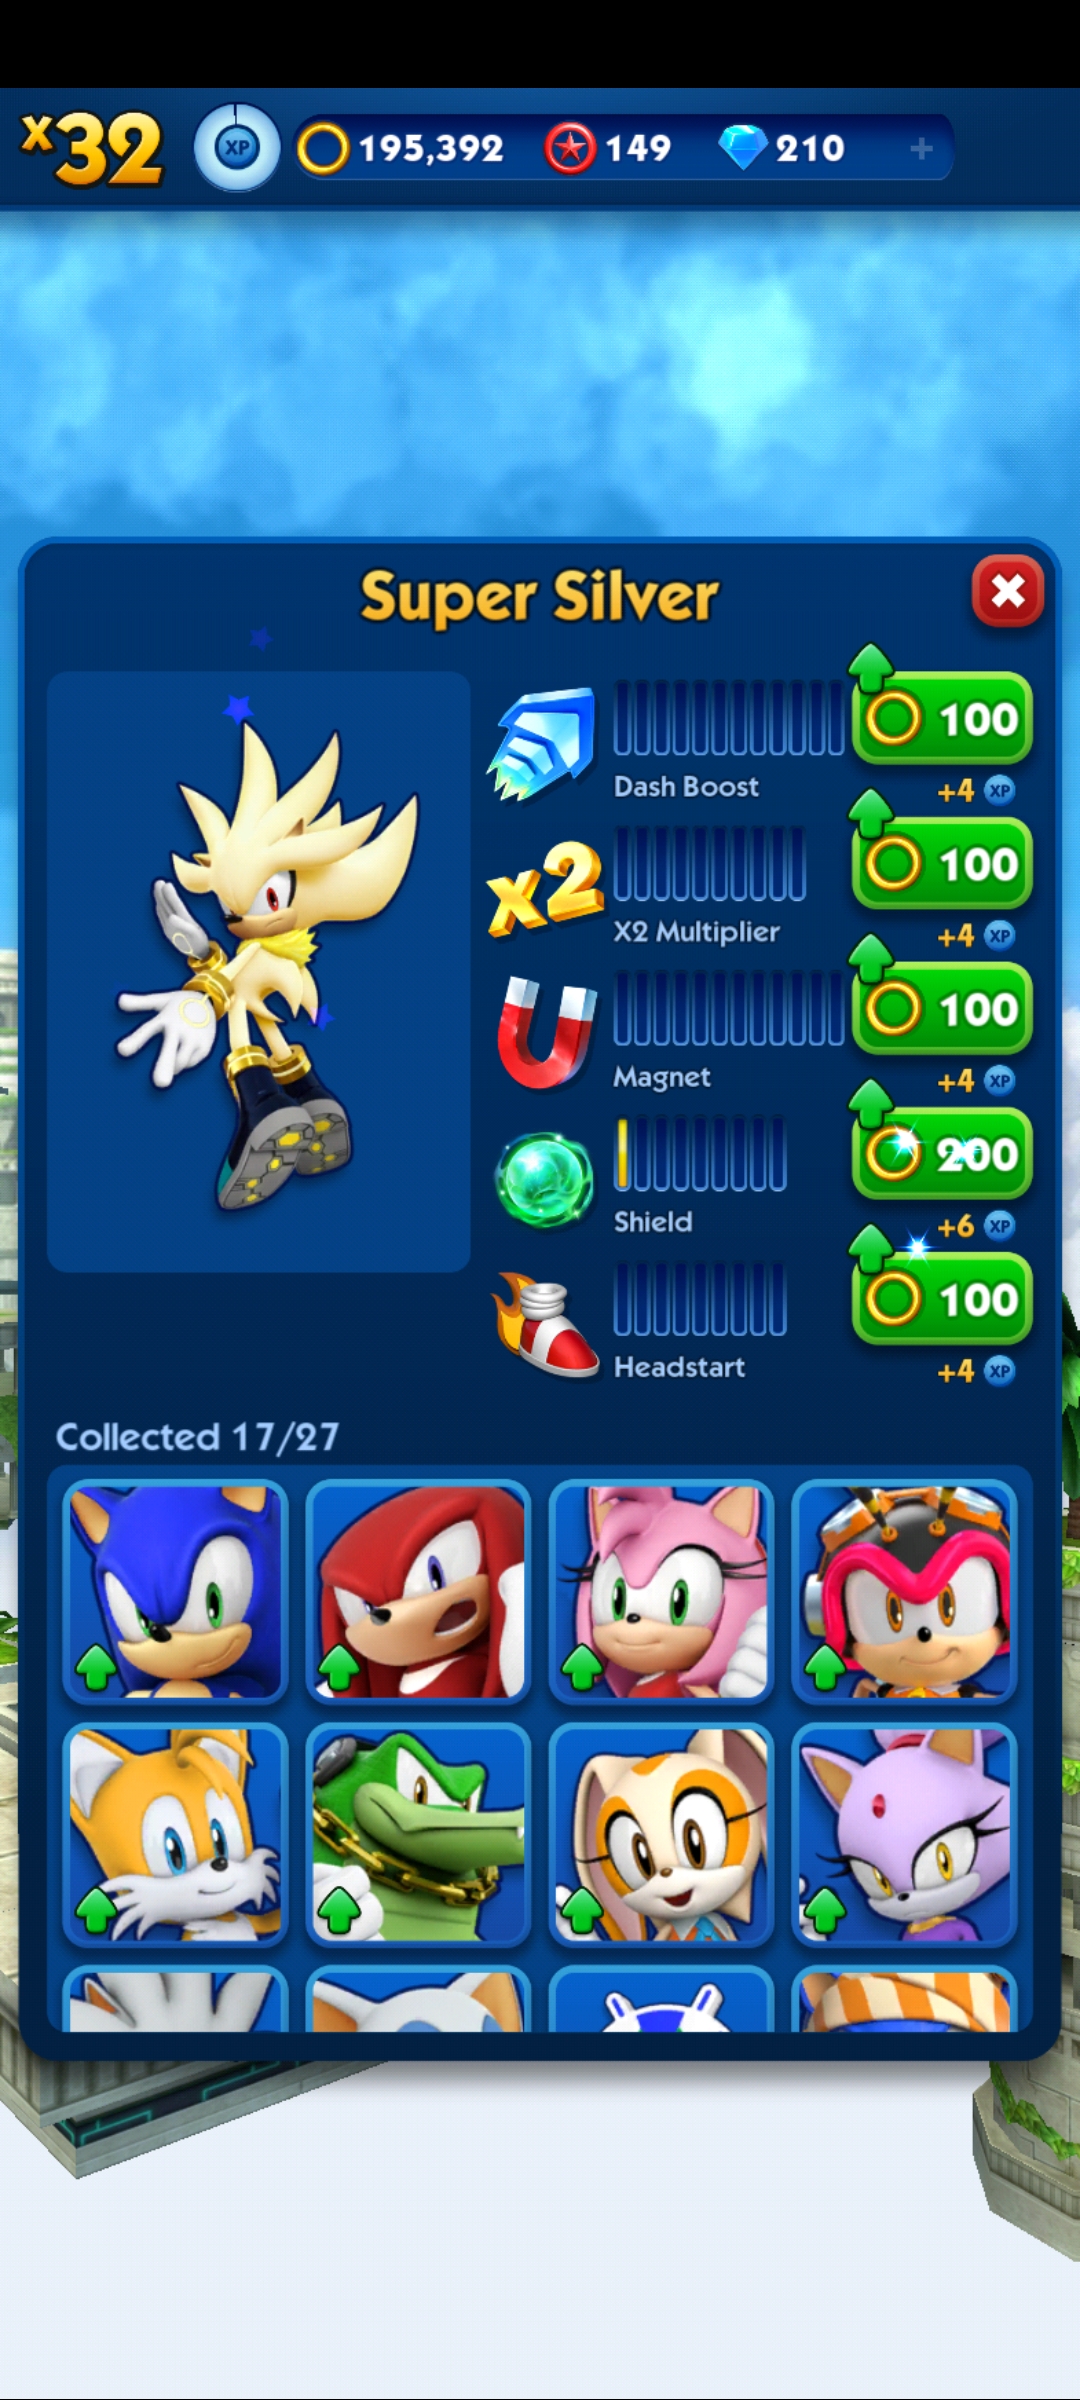 x32 XP 195,392 149 210 +
Super Silver
100
Dash Boost
+4 XP
x2
100
X2 Multiplier
+4 XP
100
Magnet
+4 XP
200
Shield
+6 XP
100
Headstart
+4 XP
Collected 17/27